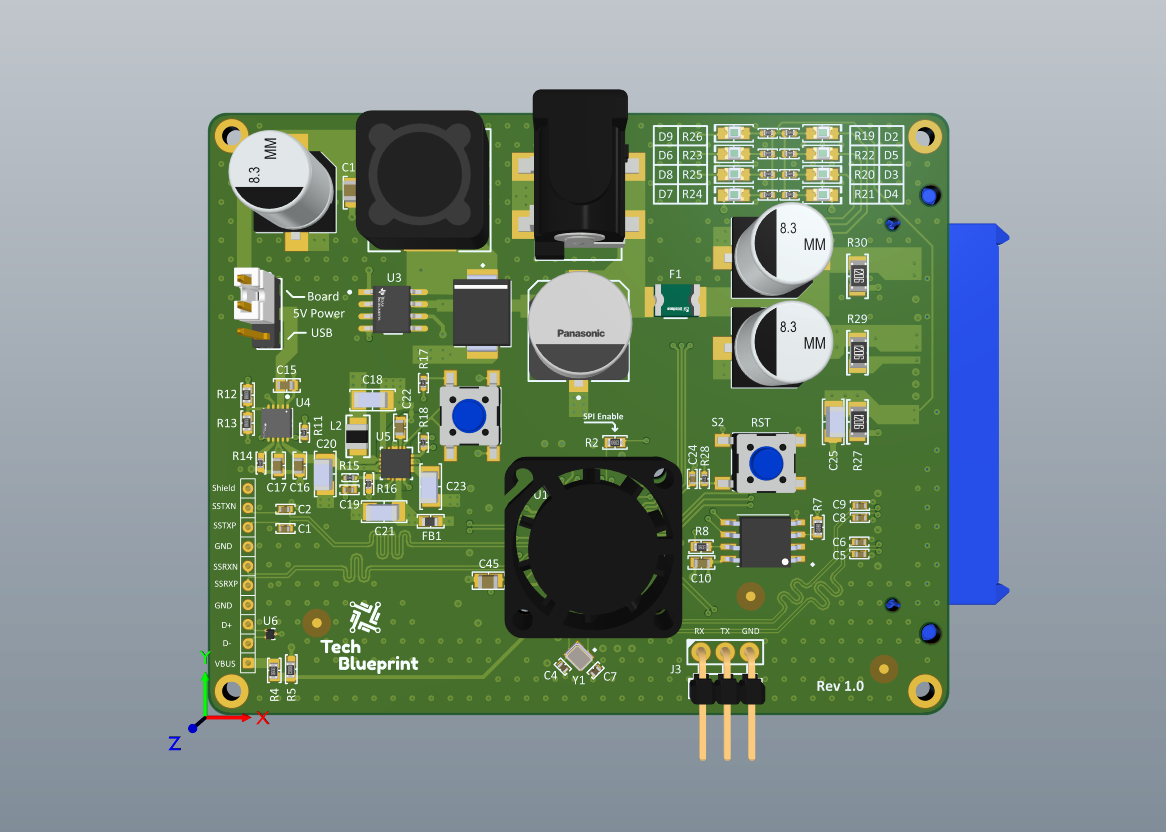 8.3
MM
C1
D9 R26
R19 D2
D6 R23
R22 D5
D8 R25
R20 D3
D7 R24
R21 D4
8.3
MM
R30
U3
F1
Board
5V Power
USB
Panasonic
8.3
MM
R29
R17
C15
C18
R12
U4
C22
R13
R11
L2
R18
SPI Enable
S2
RST
R2
U5
C20
R14
R15
C24
R28
C25
R27
C17
C16
C19
R16
C23
U1
Shield
SSTXN
C2
SSTXP
C1
C21
FB1
R7
C9
C8
GND
R8
C6
C5
SSRXN
C45
C10
SSRXP
GND
D+
U6
D-
RX
TX
GND
Tech
Blueprint
VBUS
C4
Y1
C7
J3
R4
R5
Rev 1.0
Y
X
Z